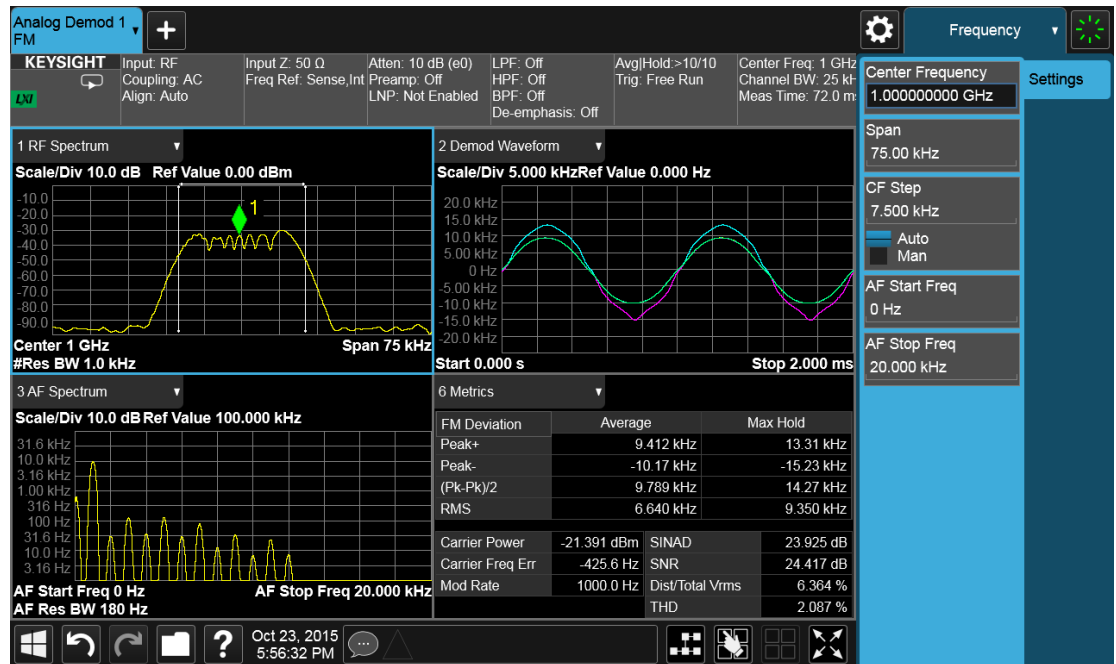 Analog Demod 1
FM
Frequency
KEYSIGHT
LXI
Input: RF
Coupling: AC
Align: Auto
Input Z: 50 Ω
Freq Ref: Sense,Int
Atten: 10 dB (e0)
Preamp: Off
LNP: Not Enabled
LPF: Off
HPF: Off
BPF: Off
De-emphasis: Off
Avg|Hold:>10/10
Trig: Free Run
Center Freq: 1 GHz
Channel BW: 25 kH
Meas Time: 72.0 m
Center Frequency
1.000000000 GHz
Settings
Span
75.00 kHz
CF Step
7.500 kHz
Auto
Man
AF Start Freq
0 Hz
AF Stop Freq
20.000 kHz
1 RF Spectrum
Scale/Div 10.0 dB Ref Value 0.00 dBm
1
-10.0
-20.0
-30.0
-40.0
-50.0
-60.0
-70.0
-80.0
-90.0
Center 1 GHz Span 75 kHz
#Res BW 1.0 kHz
2 Demod Waveform
Scale/Div 5.000 kHzRef Value 0.000 Hz
20.0 kHz
15.0 kHz
10.0 kHz
5.00 kHz
0 Hz
-5.00 kHz
-10.0 kHz
-15.0 kHz
-20.0 kHz
Start 0.000 s Stop 2.000 ms
3 AF Spectrum
Scale/Div 10.0 dB Ref Value 100.000 kHz
31.6 kHz
10.0 kHz
3.16 kHz
1.00 kHz
316 Hz
100 Hz
31.6 Hz
10.0 Hz
3.16 Hz
AF Start Freq 0 Hz AF Stop Freq 20.000 kHz
AF Res BW 180 Hz
6 Metrics
FM Deviation Average Max Hold
Peak+ 9.412 kHz 13.31 kHz
Peak- -10.17 kHz -15.23 kHz
(Pk-Pk)/2 9.789 kHz 14.27 kHz
RMS 6.640 kHz 9.350 kHz
Carrier Power -21.391 dBm SINAD 23.925 dB
Carrier Freq Err -425.6 Hz SNR 24.417 dB
Mod Rate 1000.0 Hz Dist/Total Vrms 6.364 %
THD 2.087 %
Oct 23, 2015
5:56:32 PM